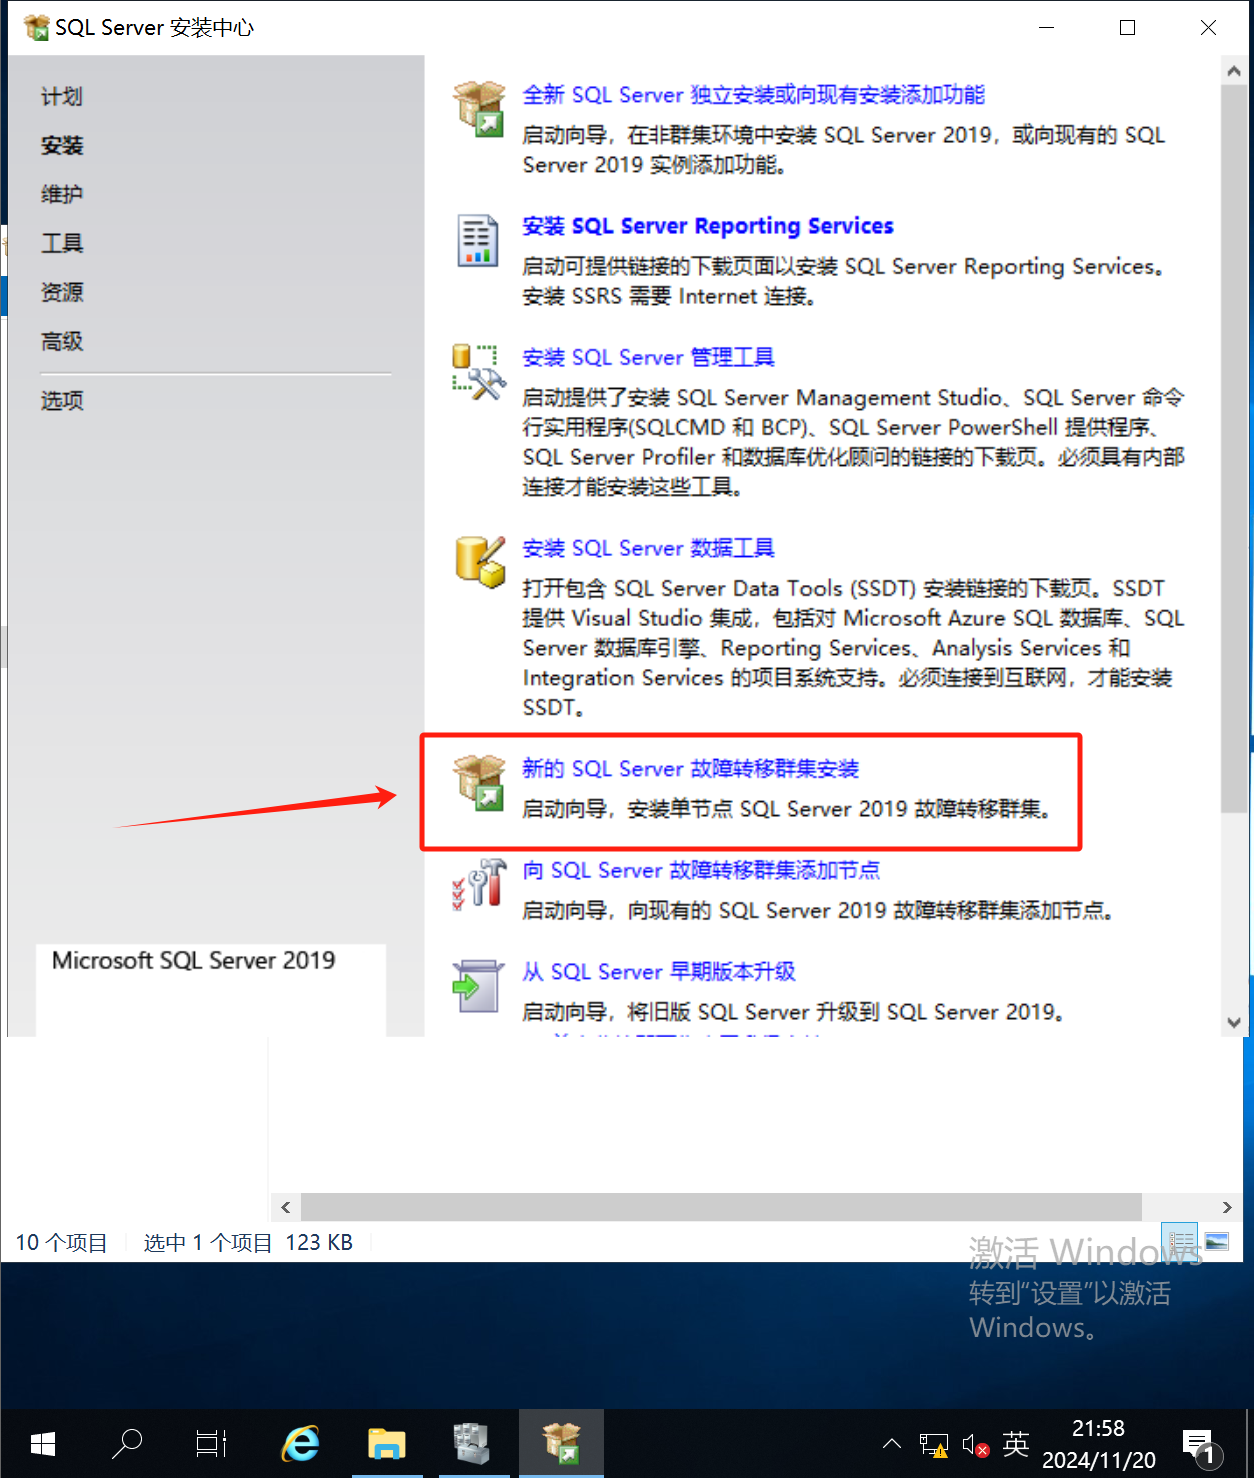 SQL Server 安装中心
计划
安装
维护
工具
资源
高级
选项
Microsoft SQL Server 2019
全新 SQL Server 独立安装或向现有安装添加功能
启动向导，在非群集环境中安装 SQL Server 2019，或向现有的 SQL
Server 2019 实例添加功能。
安装 SQL Server Reporting Services
启动可提供链接的下载页面以安装 SQL Server Reporting Services。
安装 SSRS 需要 Internet 连接。
安装 SQL Server 管理工具
启动提供了安装 SQL Server Management Studio、SQL Server 命令
行实用程序(SQLCMD 和 BCP)、SQL Server PowerShell 提供程序、
SQL Server Profiler 和数据库优化顾问的链接的下载页。必须具有内部
连接才能安装这些工具。
安装 SQL Server 数据工具
打开包含 SQL Server Data Tools (SSDT) 安装链接的下载页。SSDT
提供 Visual Studio 集成，包括对 Microsoft Azure SQL 数据库、SQL
Server 数据库引擎、Reporting Services、Analysis Services 和
Integration Services 的项目系统支持。必须连接到互联网，才能安装
SSDT。
新的 SQL Server 故障转移群集安装
启动向导，安装单节点 SQL Server 2019 故障转移群集。
向 SQL Server 故障转移群集添加节点
启动向导，向现有的 SQL Server 2019 故障转移群集添加节点。
从 SQL Server 早期版本升级
启动向导，将旧版 SQL Server 升级到 SQL Server 2019。
10 个项目 选中 1 个项目 123 KB
激活 Windows
转到“设置”以激活
Windows。
英
21:58
2024/11/20
1